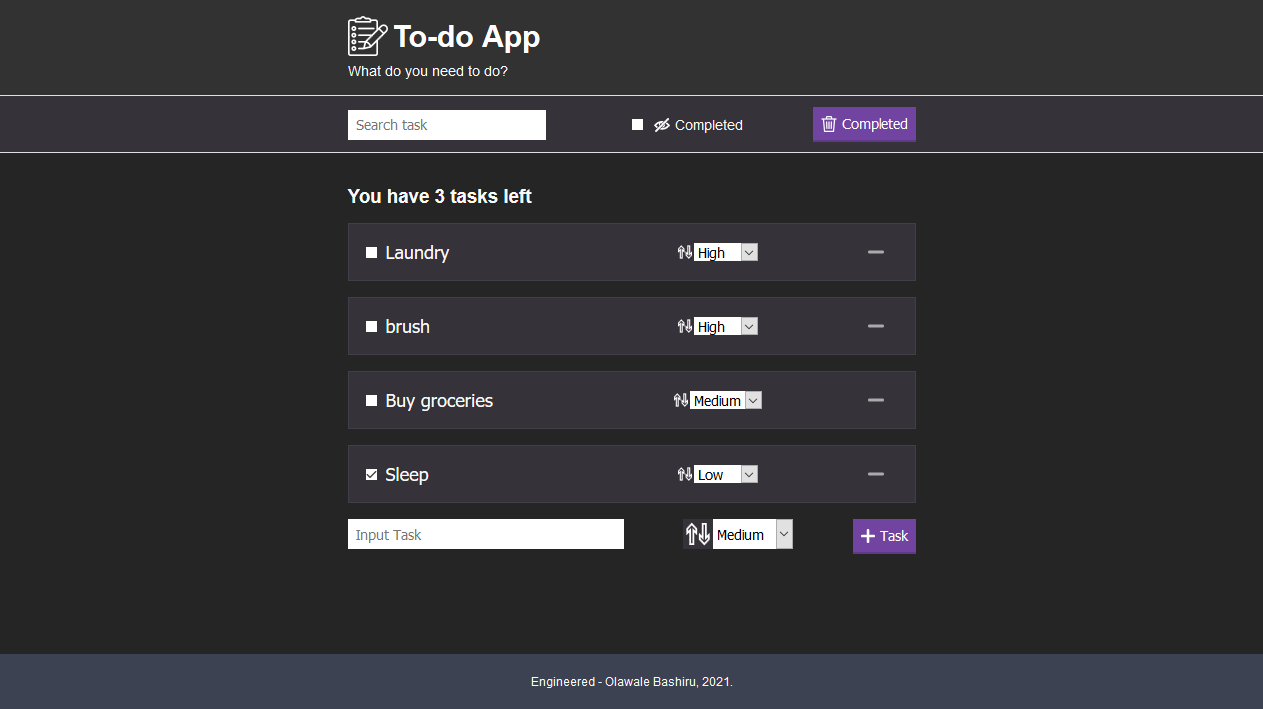 To-do App
What do you need to do?
Search task
Completed
Completed
You have 3 tasks left
Laundry High
brush High
Buy groceries Medium
Sleep Low
Input Task Medium Task
Engineered - Olawale Bashiru, 2021.